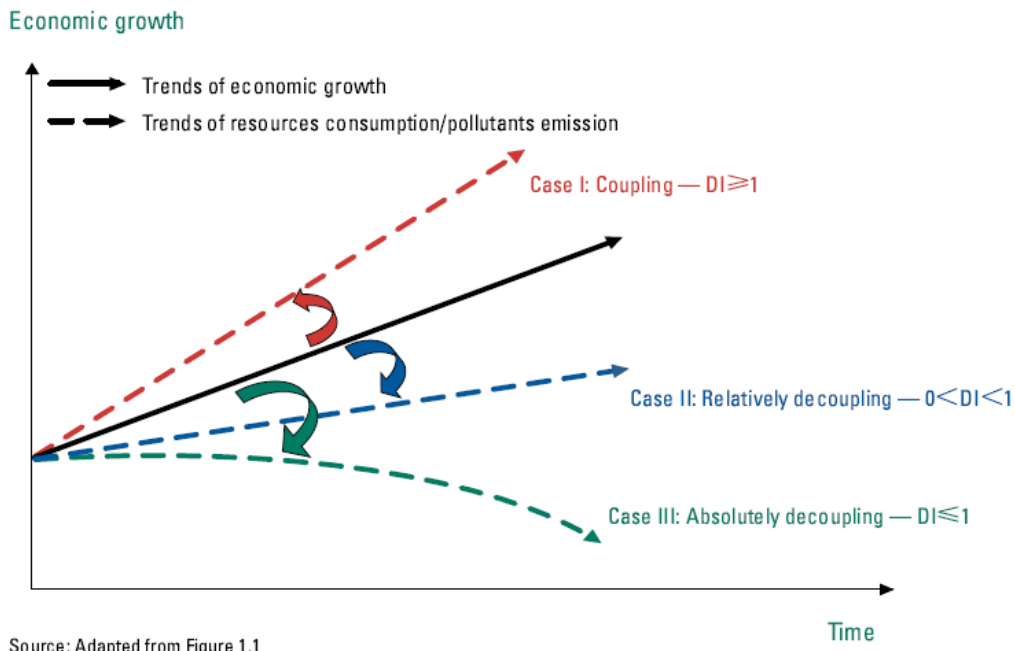 Economic growth
Trends of economic growth
Trends of resources consumption/pollutants emission
Case I: Coupling — DI≥1
Case II: Relatively decoupling — 0<DI<1
Case III: Absolutely decoupling — DI≤1
Time
Source: Adapted from Figure 1.1